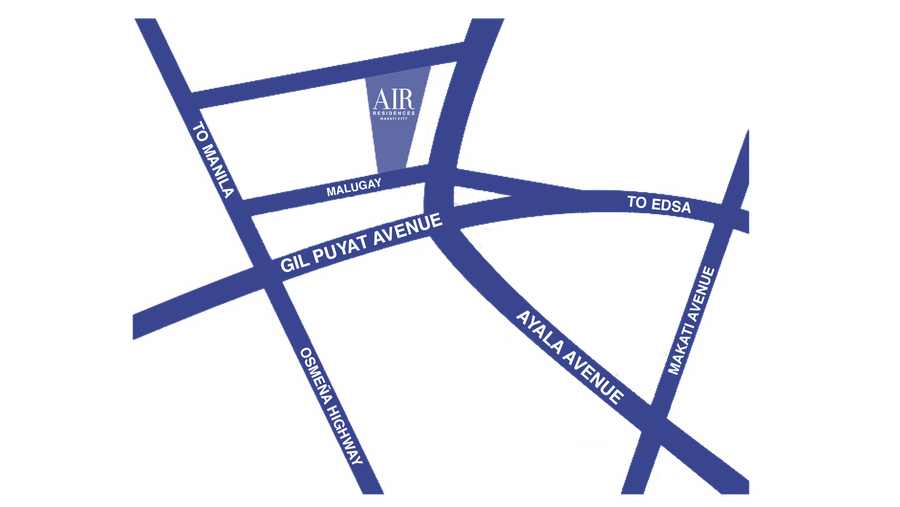 AIR
RESIDENCES
MAKATI CITY
TO MANILA
MALUGAY
TO EDSA
GIL PUYAT AVENUE
MAKATI AVENUE
AYALA AVENUE
OSMEÑA HIGHWAY